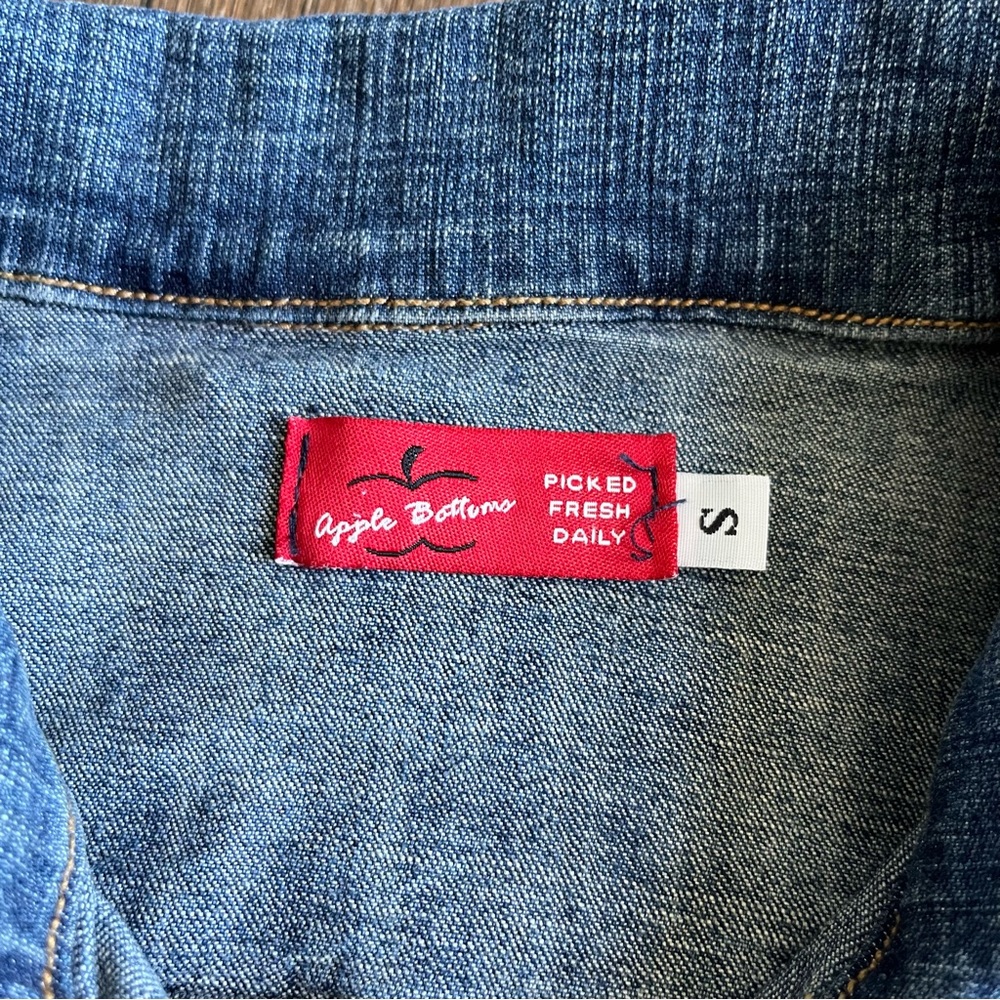 Apple Bottoms
PICKED
FRESH
DAILY
S